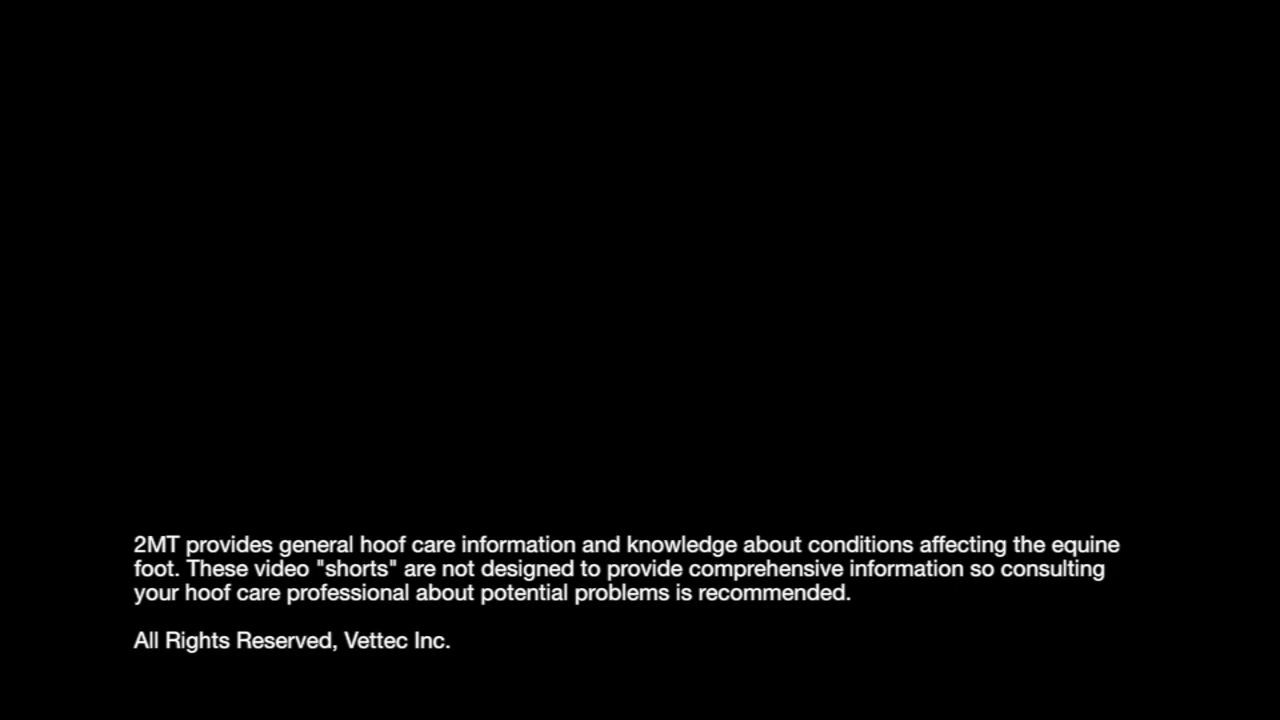 2MT provides general hoof care information and knowledge about conditions affecting the equine
foot. These video "shorts" are not designed to provide comprehensive information so consulting
your hoof care professional about potential problems is recommended.
All Rights Reserved, Vettec Inc.